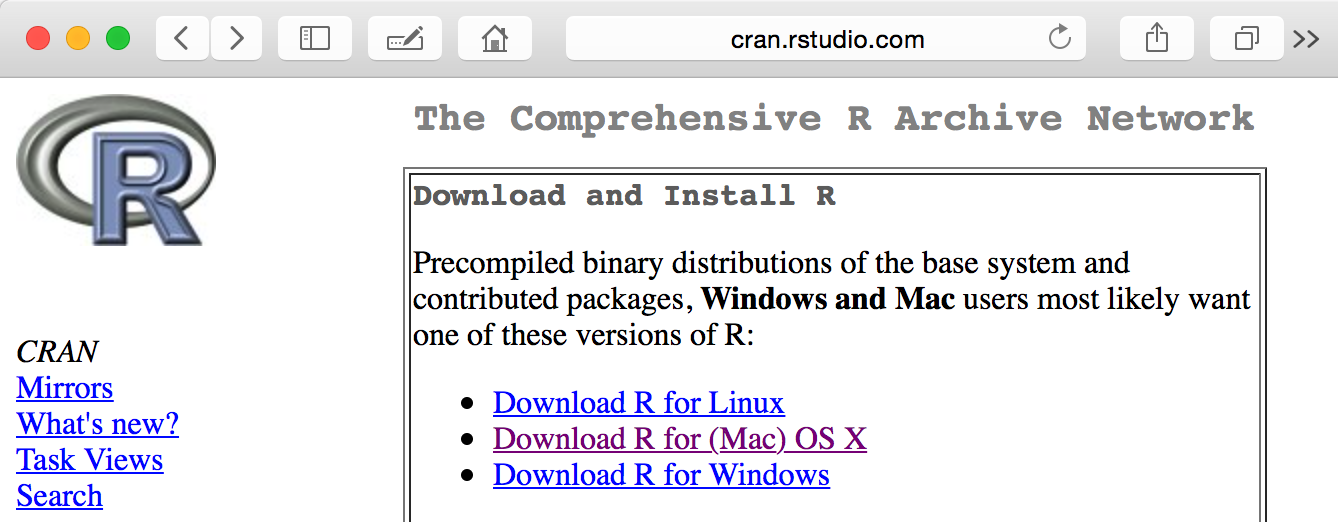 cran.rstudio.com
R
The Comprehensive R Archive Network
Download and Install R
Precompiled binary distributions of the base system and
contributed packages, Windows and Mac users most likely want
one of these versions of R:
Download R for Linux
Download R for (Mac) OS X
Download R for Windows
CRAN
Mirrors
What's new?
Task Views
Search